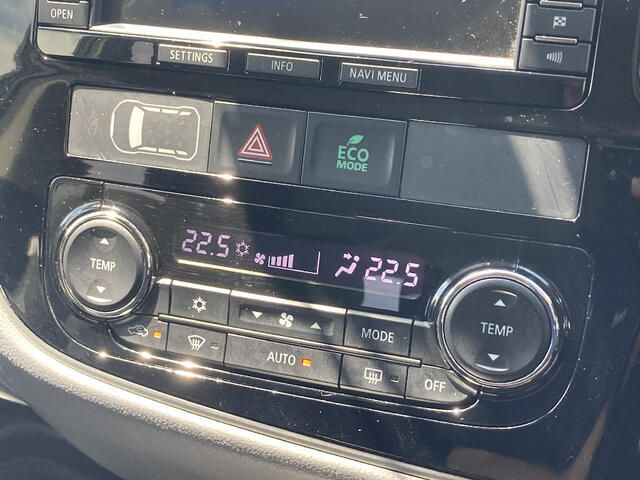 OPEN
SETTINGS
INFO
NAVI MENU
ECO
MODE
22.5
22.5
TEMP
TEMP
MODE
AUTO
OFF